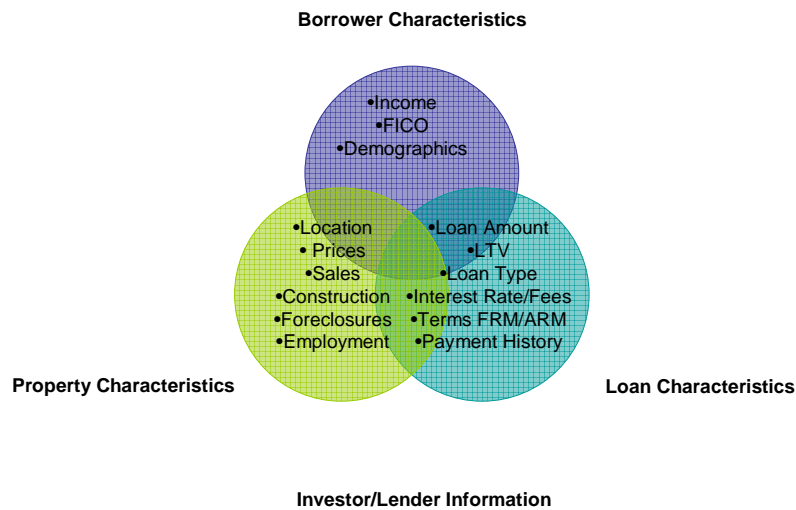 Borrower Characteristics
•Income
•FICO
•Demographics
•Location
• Prices
•Sales
•Construction
•Foreclosures
•Employment
•Loan Amount
•LTV
•Loan Type
•Interest Rate/Fees
•Terms FRM/ARM
•Payment History
Property Characteristics
Loan Characteristics
Investor/Lender Information